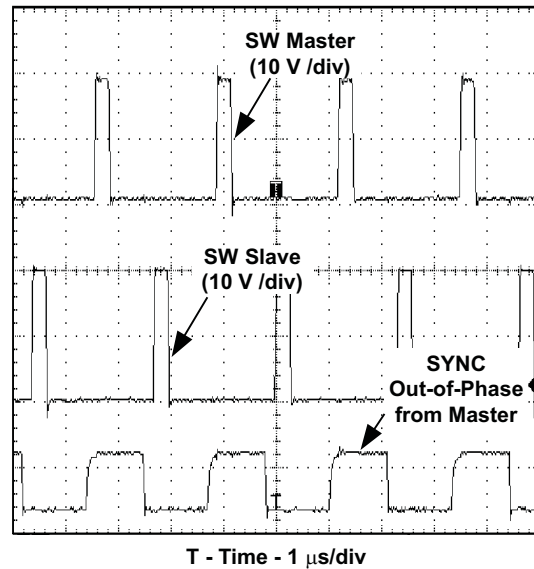 SW Master
(10 V /div)
SW Slave
(10 V /div)
SYNC
Out-of-Phase
from Master
T - Time - 1 μs/div